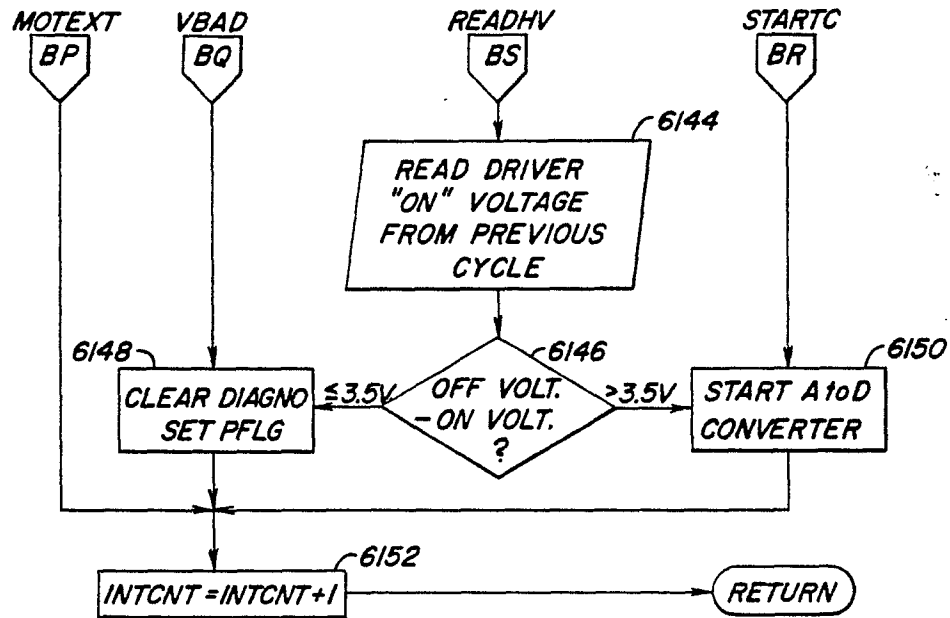 MOTEXT
VBAD
READHV
STARTC
BP
BQ
BS
BR
6144
READ DRIVER
"ON" VOLTAGE
FROM PREVIOUS
CYCLE
6148
6146
6150
CLEAR DIAGNO
SET PFLG
≤3.5V
OFF VOLT.
-ON VOLT.
?
>3.5V
START A to D
CONVERTER
6152
INTCNT=INTCNT+1
RETURN